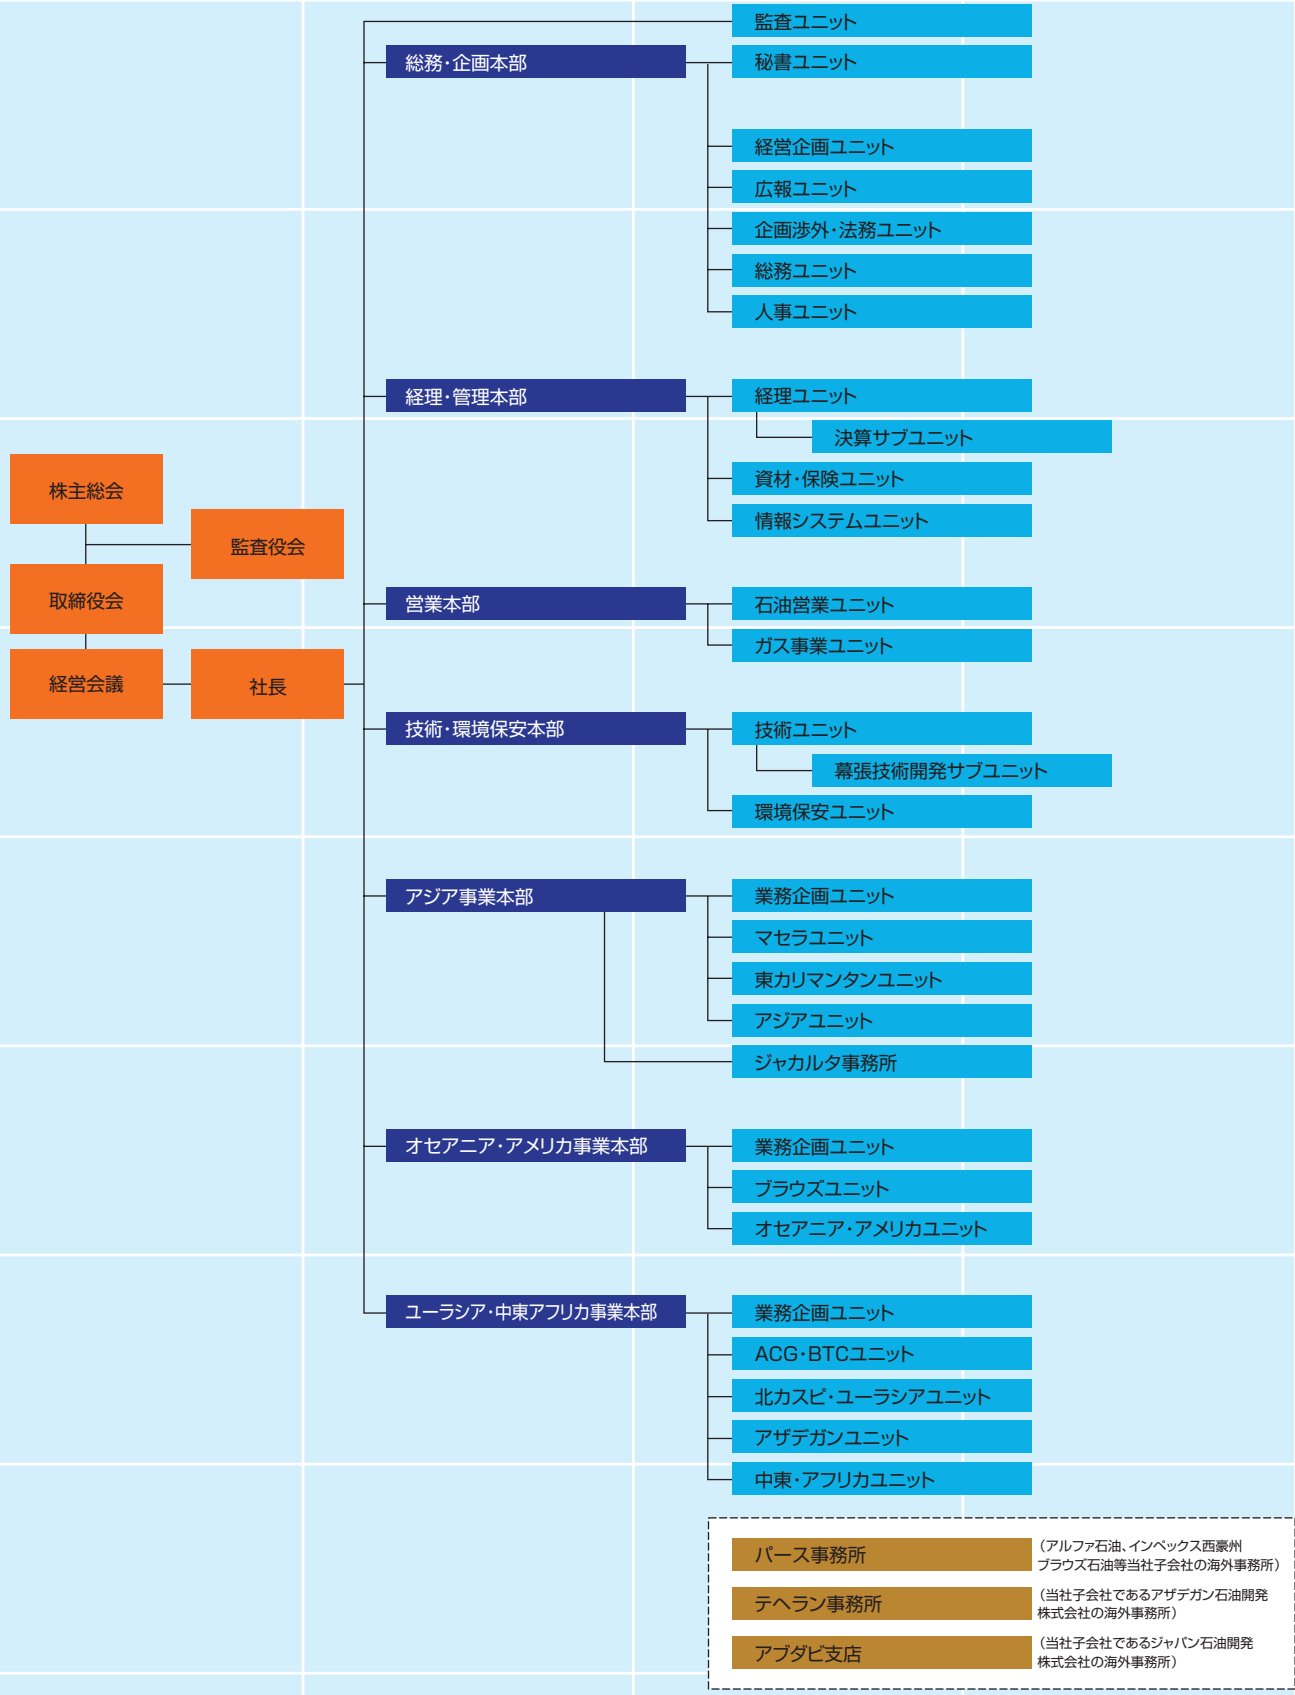 監査ユニット
総務・企画本部
秘書ユニット
経営企画ユニット
広報ユニット
企画渉外・法務ユニット
総務ユニット
人事ユニット
経理・管理本部
経理ユニット
決算サブユニット
資材・保険ユニット
情報システムユニット
株主総会
監査役会
取締役会
経営会議
社長
営業本部
石油営業ユニット
ガス事業ユニット
技術・環境保安本部
技術ユニット
幕張技術開発サブユニット
環境保安ユニット
アジア事業本部
業務企画ユニット
マセラユニット
東カリマンタンユニット
アジアユニット
ジャカルタ事務所
オセアニア・アメリカ事業本部
業務企画ユニット
ブラウズユニット
オセアニア・アメリカユニット
ユーラシア・中東アフリカ事業本部
業務企画ユニット
ACG・BTCユニット
北カスピ・ユーラシアユニット
アザデガンユニット
中東・アフリカユニット
パース事務所
（アルファ石油、インペックス西豪州
ブラウズ石油等当社子会社の海外事務所）
テヘラン事務所
（当社子会社であるアザデガン石油開発
株式会社の海外事務所）
アブダビ支店
（当社子会社であるジャパン石油開発
株式会社の海外事務所）